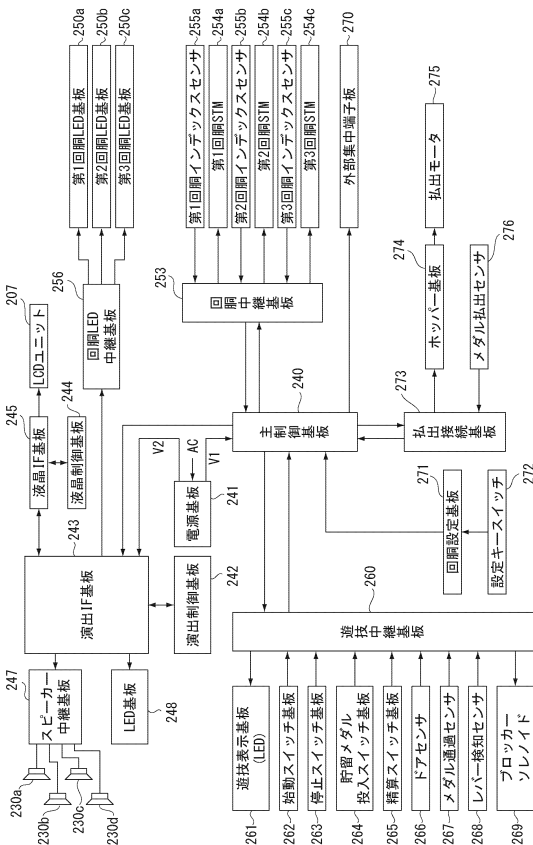 247
スピーカー
中継基板
230a
230b
230c
230d
LED基板
248
243
演出IF基板
演出制御基板
242
245
液晶IF基板
207
LCDユニット
244
液晶制御基板
256
回胴LED
中継基板
第1回胴LED基板
250a
第2回胴LED基板
250b
第3回胴LED基板
250c
V2
AC
V1
電源基板
241
240
主制御基板
253
回胴中継基板
第1回胴インデックスセンサ
255a
第1回胴STM
254a
第2回胴インデックスセンサ
255b
第2回胴STM
254b
第3回胴インデックスセンサ
255c
第3回胴STM
254c
外部集中端子板
270
273
払出接続基板
274
ホッパー基板
275
払出モータ
276
メダル払出センサ
271
回胴設定基板
設定キースイッチ
272
260
遊技中継基板
遊技表示基板
(LED)
261
始動スイッチ基板
262
停止スイッチ基板
263
貯留メダル
投入スイッチ基板
264
精算スイッチ基板
265
ドアセンサ
266
メダル通過センサ
267
レバー検知センサ
268
ブロッカー
ソレノイド
269